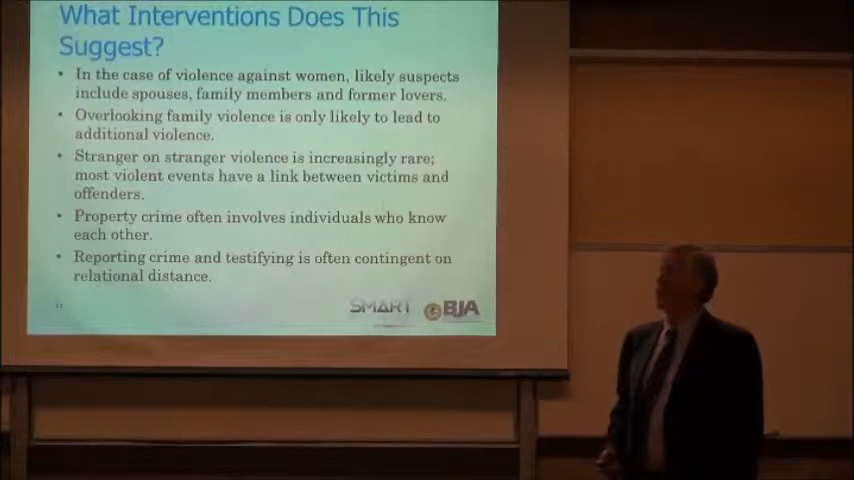 What Interventions Does This
Suggest?
• In the case of violence against women, likely suspects
include spouses, family members and former lovers.
• Overlooking family violence is only likely to lead to
additional violence.
• Stranger on stranger violence is increasingly rare;
most violent events have a link between victims and
offenders.
• Property crime often involves individuals who know
each other.
• Reporting crime and testifying is often contingent on
relational distance.
SMART BJA